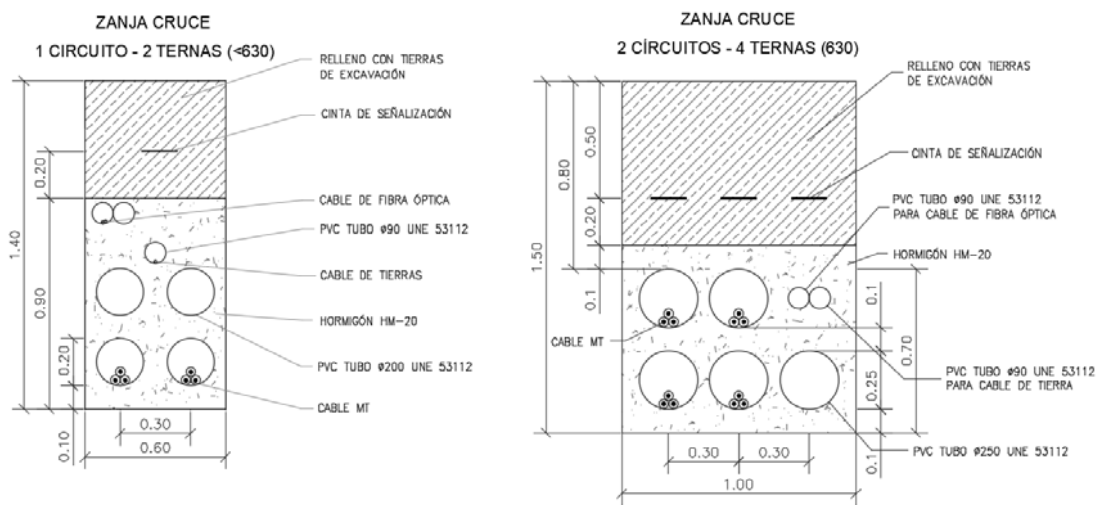 ZANJA CRUCE
1 CIRCUITO - 2 TERNAS (<630)
RELLENO CON TIERRAS
DE EXCAVACIÓN
CINTA DE SEÑALIZACIÓN
CABLE DE FIBRA ÓPTICA
PVC TUBO ø90 UNE 53112
CABLE DE TIERRAS
HORMIGÓN HM-20
PVC TUBO ø200 UNE 53112
CABLE MT
0.20
1.40
0.90
0.20
0.10
0.30
0.60
ZANJA CRUCE
2 CÍRCUITOS - 4 TERNAS (630)
RELLENO CON TIERRAS
DE EXCAVACIÓN
CINTA DE SEÑALIZACIÓN
PVC TUBO ø90 UNE 53112
PARA CABLE DE FIBRA ÓPTICA
HORMIGÓN HM-20
CABLE MT
PVC TUBO ø90 UNE 53112
PARA CABLE DE TIERRA
PVC TUBO ø250 UNE 53112
0.50
0.80
0.20
1.50
0.1
0.1
0.70
0.25
0.1
0.30
0.30
1.00